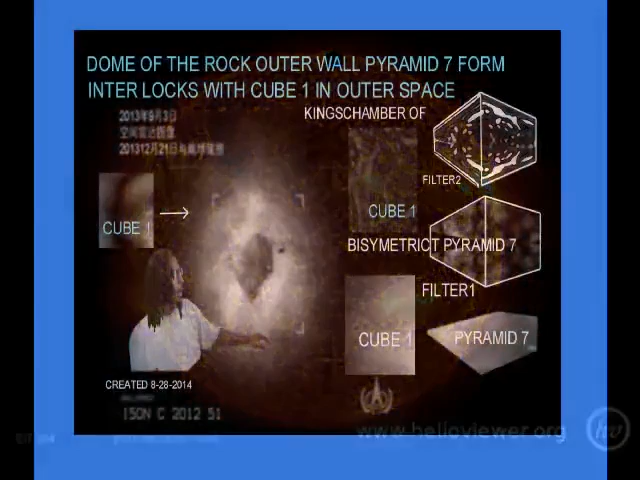 DOME OF THE ROCK OUTER WALL PYRAMID 7 FORM
INTER LOCKS WITH CUBE 1 IN OUTER SPACE
2013年9月3日
KINGSCHAMBER OF
FILTER2
CUBE 1
CUBE 1
BISYMETRICT PYRAMID 7
FILTER1
CUBE 1
PYRAMID 7
CREATED 8-28-2014
ISON C 2012 S1
www.helioviewer.org
hv